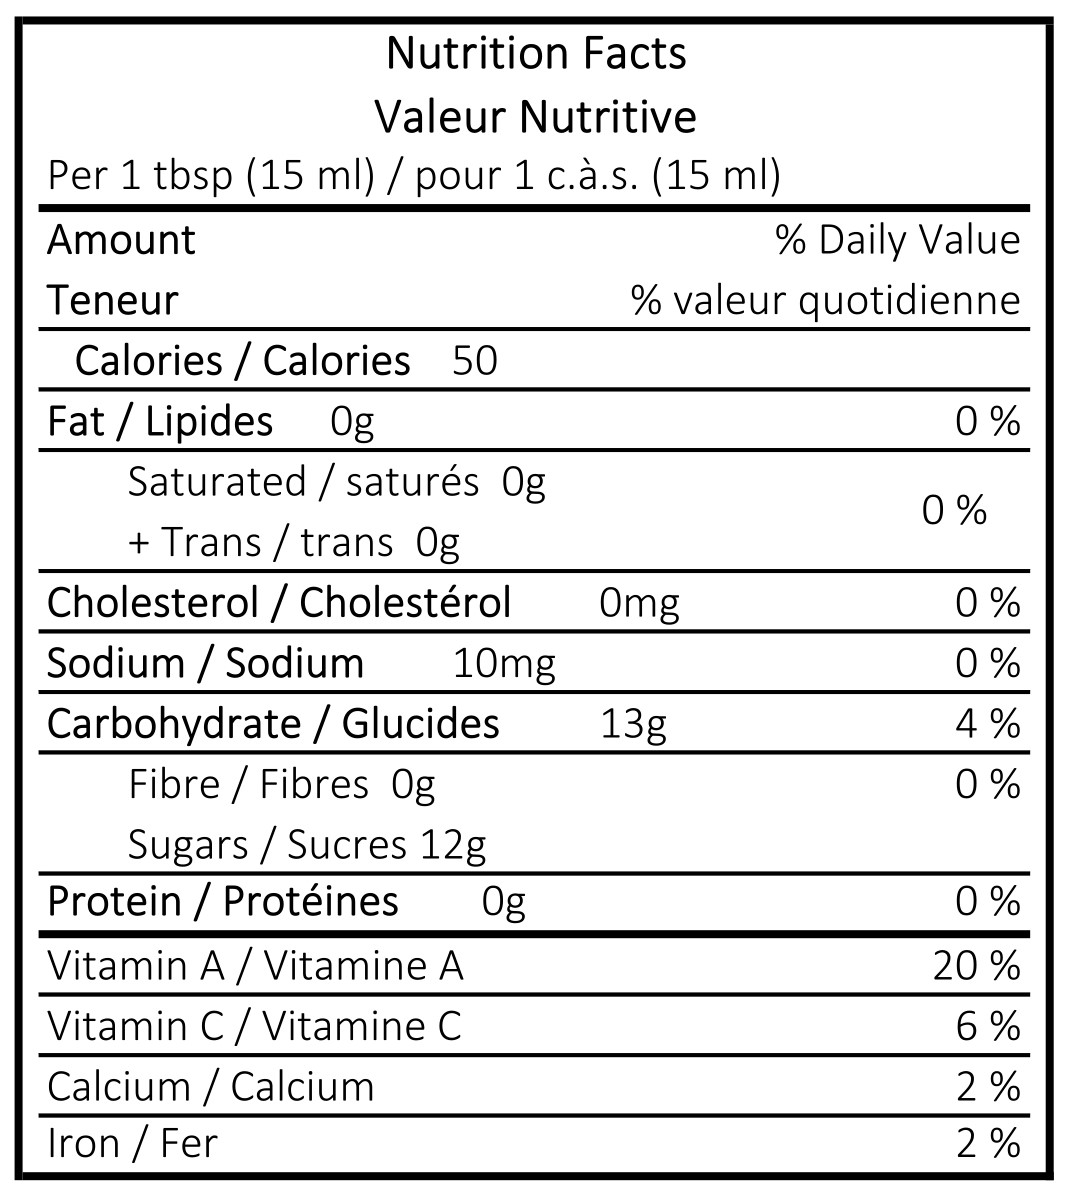 Nutrition Facts
Valeur Nutritive
Per 1 tbsp (15 ml) / pour 1 c.à.s. (15 ml)
Amount % Daily Value
Teneur % valeur quotidienne
Calories / Calories 50
Fat / Lipides 0g 0 %
Saturated / saturés 0g
0 %
+ Trans / trans 0g
Cholesterol / Cholestérol 0mg 0 %
Sodium / Sodium 10mg 0 %
Carbohydrate / Glucides 13g 4 %
Fibre / Fibres 0g 0 %
Sugars / Sucres 12g
Protein / Protéines 0g 0 %
Vitamin A / Vitamine A 20 %
Vitamin C / Vitamine C 6 %
Calcium / Calcium 2 %
Iron / Fer 2 %